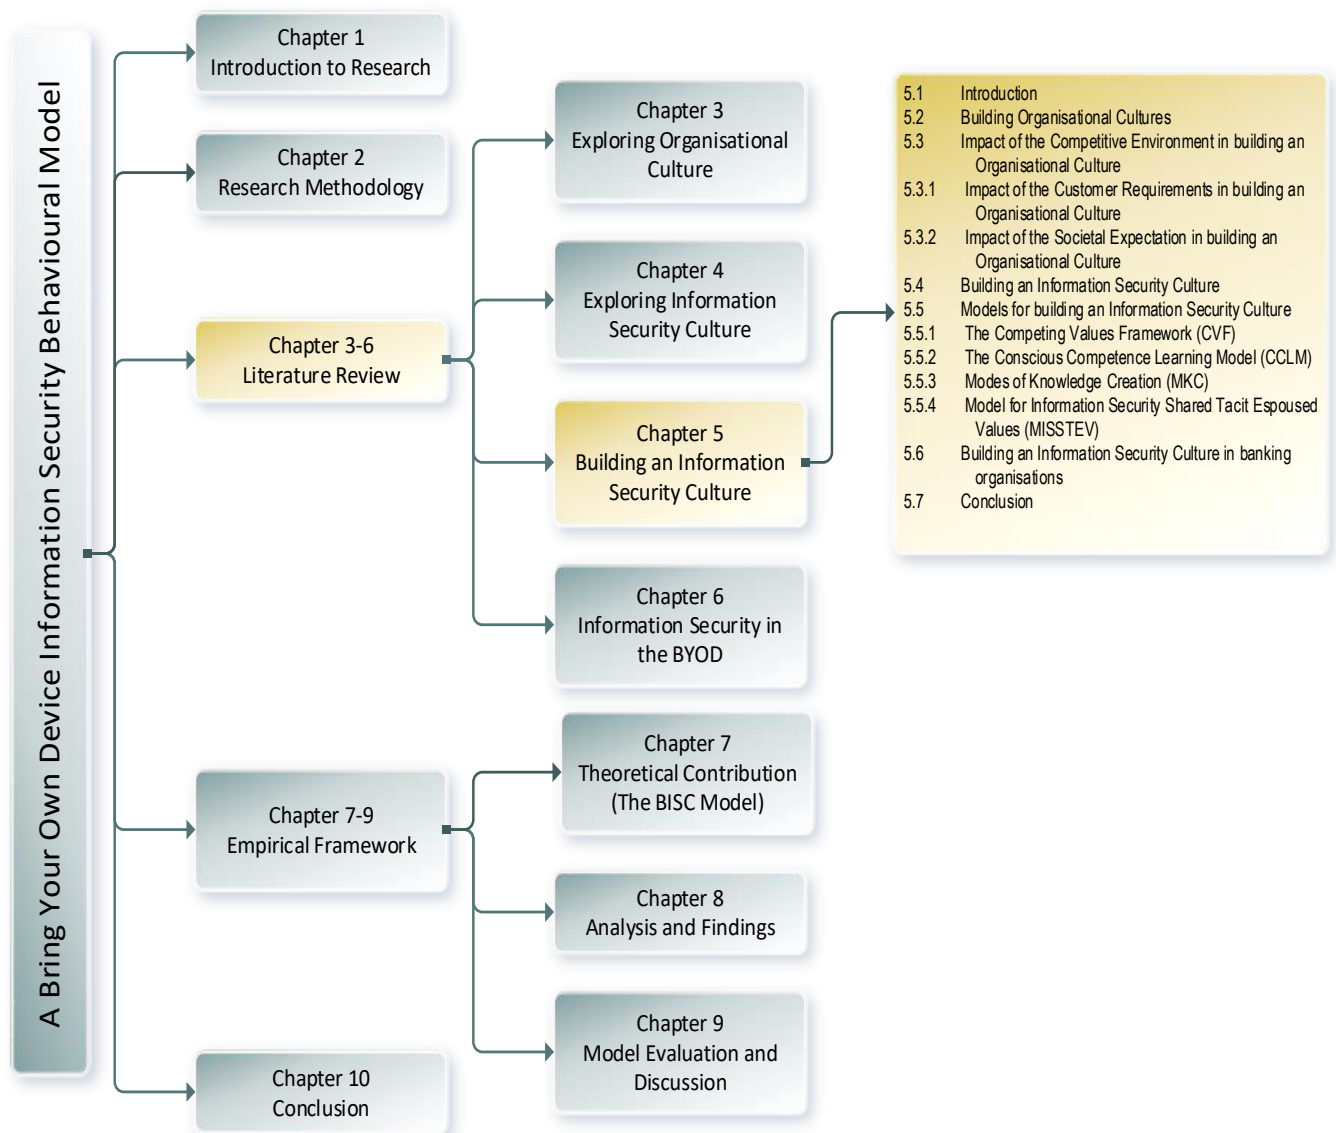 A Bring Your Own Device Information Security Behavioural Model
Chapter 1
Introduction to Research
Chapter 2
Research Methodology
Chapter 3-6
Literature Review
Chapter 7-9
Empirical Framework
Chapter 10
Conclusion
Chapter 3
Exploring Organisational
Culture
Chapter 4
Exploring Information
Security Culture
Chapter 5
Building an Information
Security Culture
Chapter 6
Information Security in
the BYOD
Chapter 7
Theoretical Contribution
(The BISC Model)
Chapter 8
Analysis and Findings
Chapter 9
Model Evaluation and
Discussion
5.1 Introduction
5.2 Building Organisational Cultures
5.3 Impact of the Competitive Environment in building an
Organisational Culture
5.3.1 Impact of the Customer Requirements in building an
Organisational Culture
5.3.2 Impact of the Societal Expectation in building an
Organisational Culture
5.4 Building an Information Security Culture
5.5 Models for building an Information Security Culture
5.5.1 The Competing Values Framework (CVF)
5.5.2 The Conscious Competence Learning Model (CCLM)
5.5.3 Modes of Knowledge Creation (MKC)
5.5.4 Model for Information Security Shared Tacit Espoused
Values (MISSTEV)
5.6 Building an Information Security Culture in banking
organisations
5.7 Conclusion